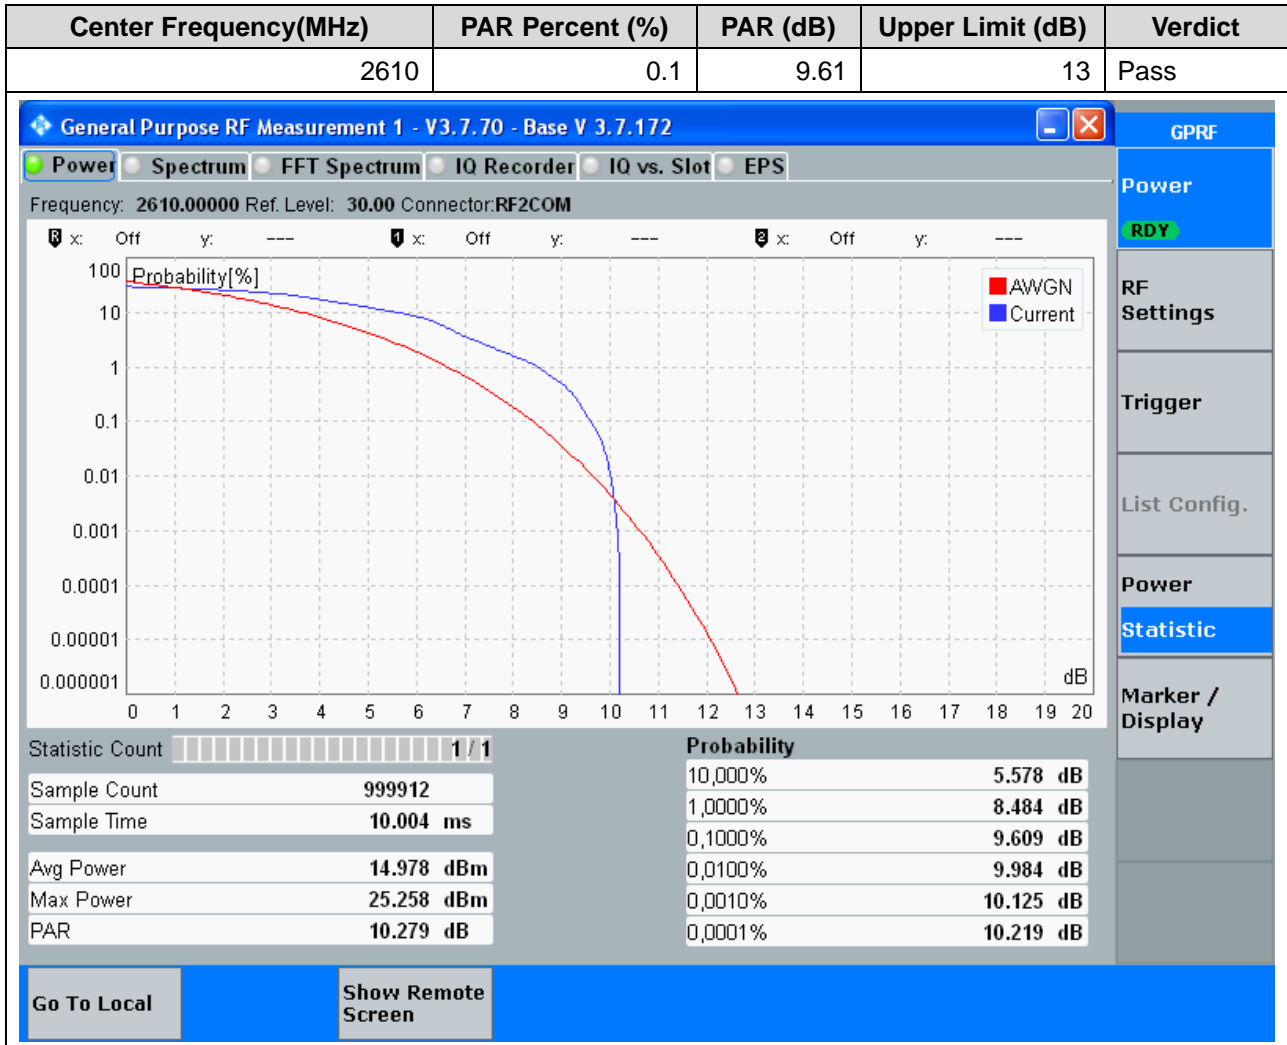 Center Frequency(MHz) PAR Percent (%) PAR (dB) Upper Limit (dB) Verdict
2610 0.1 9.61 13 Pass
General Purpose RF Measurement 1 - V3.7.70 - Base V 3.7.172
GPRF
Power Spectrum FFT Spectrum IQ Recorder IQ vs. Slot EPS
Power
RDY
Frequency: 2610.00000 Ref. Level: 30.00 Connector:RF2COM
R x: Off y: --- 1 x: Off y: --- 2 x: Off y: ---
Probability[%]
AWGN
Current
100
10
1
0.1
0.01
0.001
0.0001
0.00001
0.000001
dB
0 1 2 3 4 5 6 7 8 9 10 11 12 13 14 15 16 17 18 19 20
RF
Settings
Trigger
List Config.
Power
Statistic
Marker /
Display
Statistic Count 1 / 1
Sample Count 999912
Sample Time 10.004 ms
Avg Power 14.978 dBm
Max Power 25.258 dBm
PAR 10.279 dB
Probability
10,000% 5.578 dB
1,0000% 8.484 dB
0,1000% 9.609 dB
0,0100% 9.984 dB
0,0010% 10.125 dB
0,0001% 10.219 dB
Go To Local
Show Remote
Screen